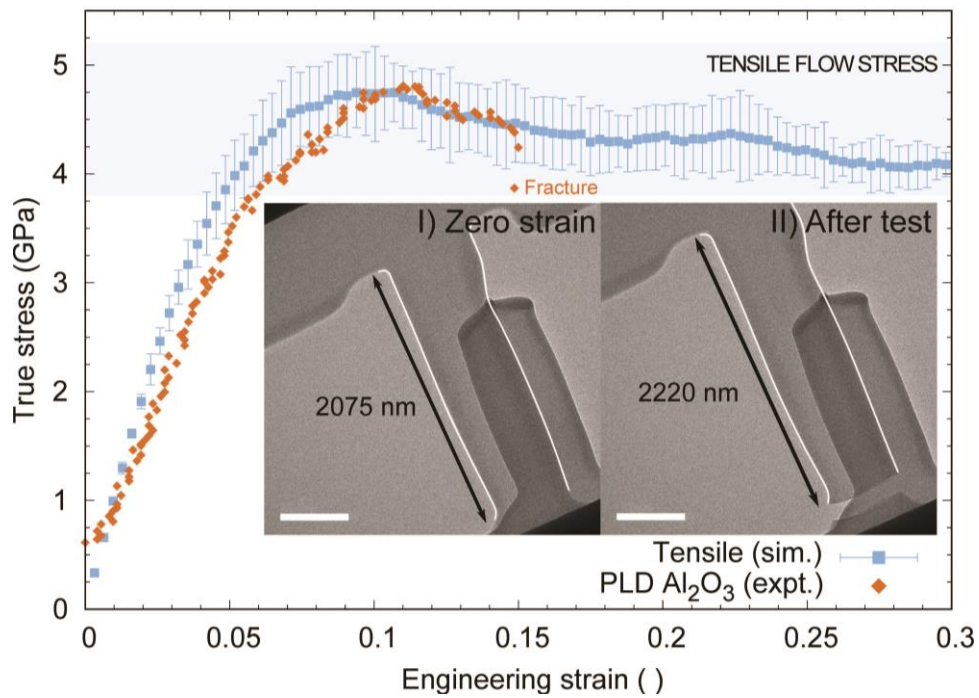 5
4
3
2
1
0
True stress (GPa)
TENSILE FLOW STRESS
Fracture
I) Zero strain
II) After test
2075 nm
2220 nm
Tensile (sim.)
PLD Al₂O₃ (expt.)
0 0.05 0.1 0.15 0.2 0.25 0.3
Engineering strain ( )